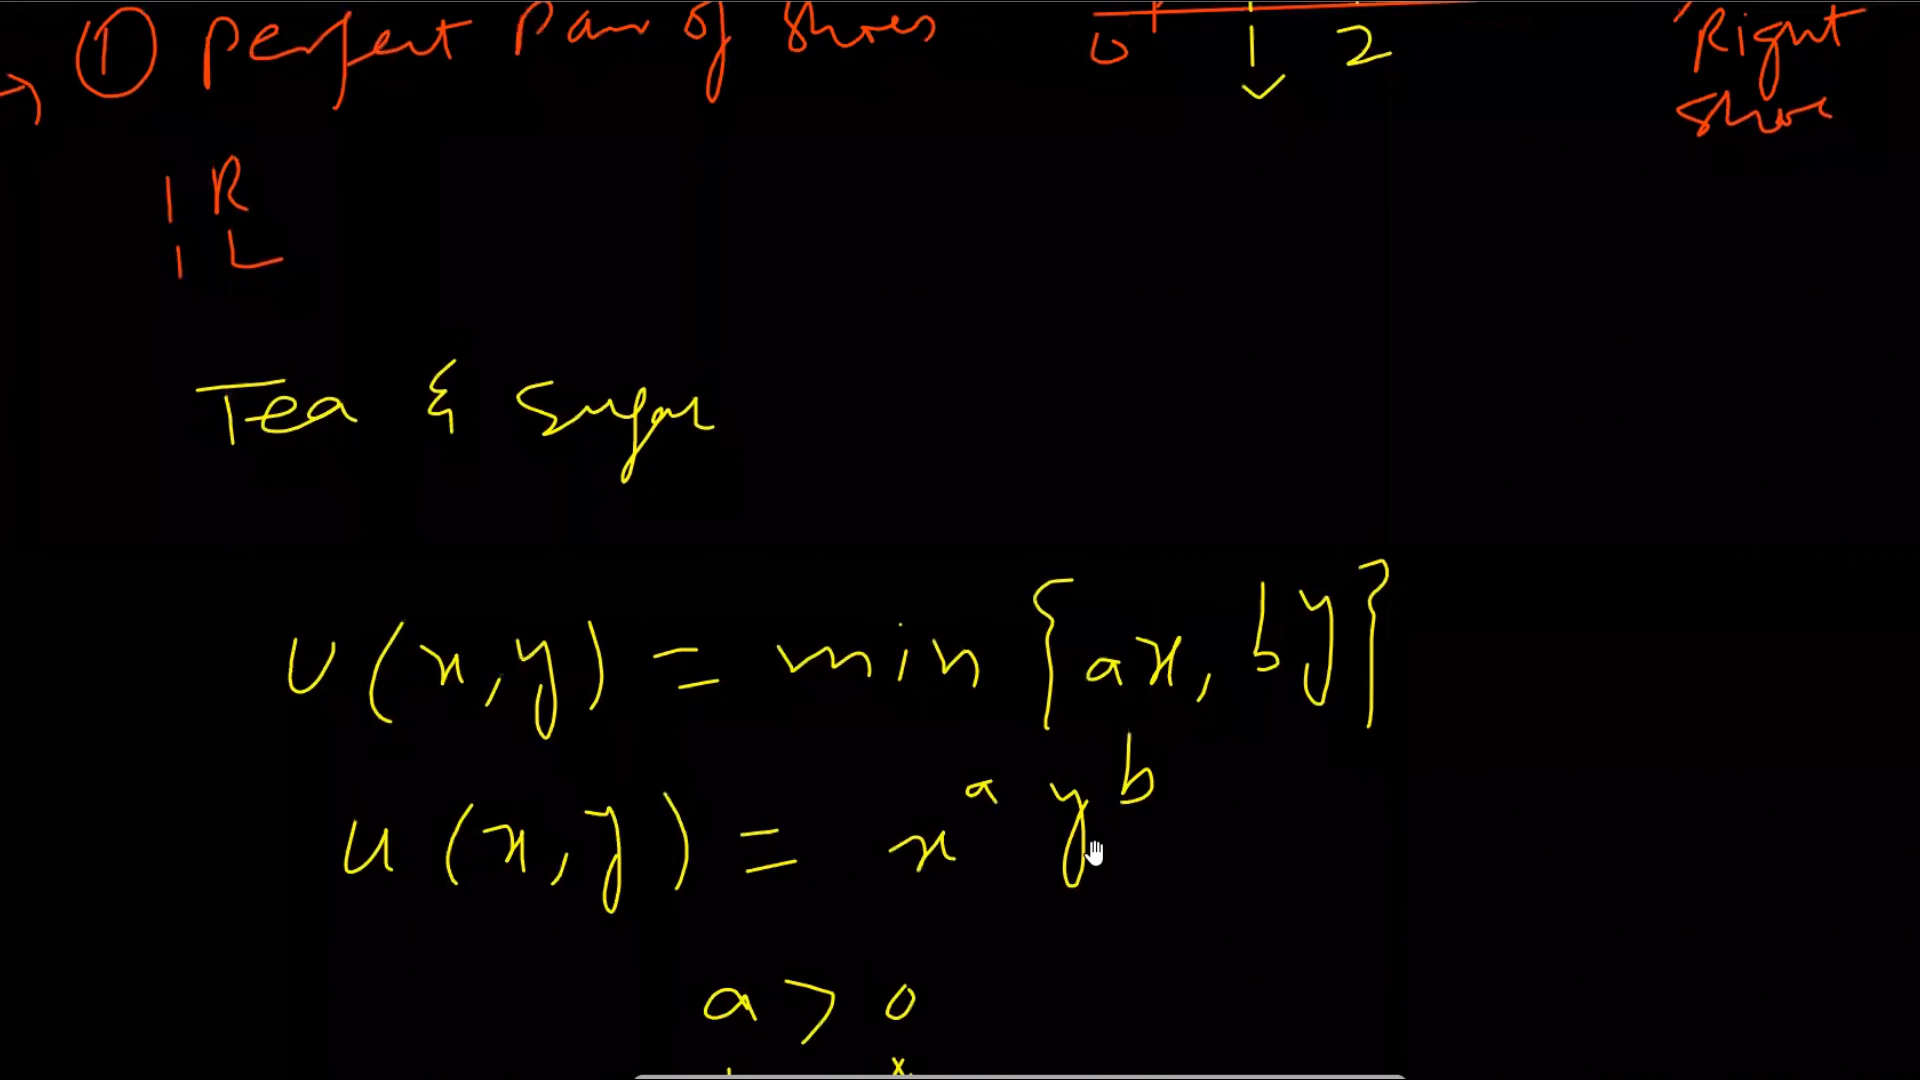 ① Perfect Pair of Shoes
0 1 2
Right
Shoe
1 R
1 L
Tea & Sugar
U(x,y) = min {ax, by}
u(x,y) = x^a y^b
a > 0